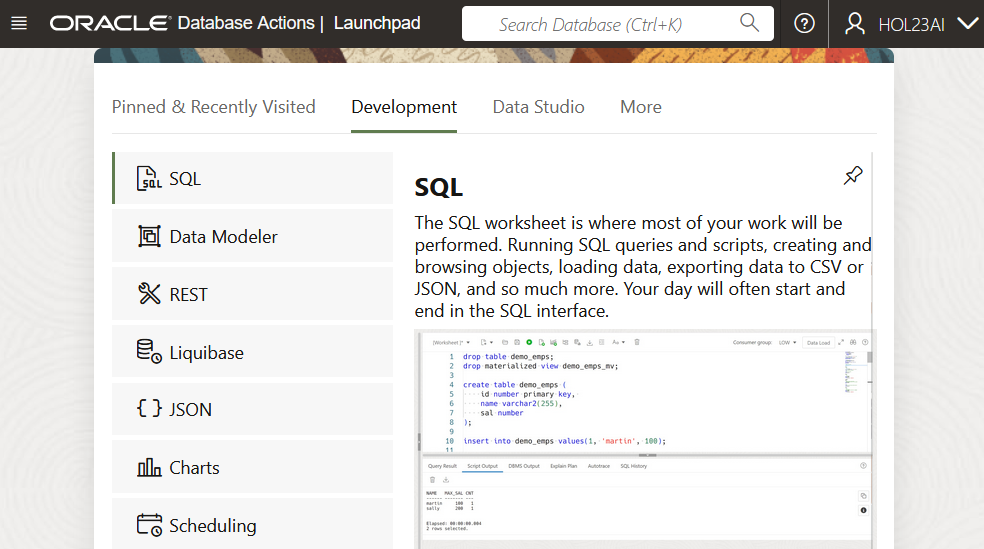 ORACLE Database Actions | Launchpad
Search Database (Ctrl+K)
HOL23AI
Pinned & Recently Visited
Development
Data Studio
More
SQL
Data Modeler
REST
Liquibase
JSON
Charts
Scheduling
SQL
The SQL worksheet is where most of your work will be
performed. Running SQL queries and scripts, creating and
browsing objects, loading data, exporting data to CSV or
JSON, and so much more. Your day will often start and
end in the SQL interface.
[Worksheet]*
Aa
Consumer group: LOW
Data Load
1 drop table demo_emps;
2 drop materialized view demo_emps_mv;
3
4 create table demo_emps (
5 id number primary key,
6 name varchar2(255),
7 sal number
8 );
9
10 insert into demo_emps values(1, 'martin', 100);
11
Query Result Script Output DBMS Output Explain Plan Autotrace SQL History
NAME MAX_SAL CNT
martin 100 1
sally 200 1
Elapsed: 00:00:00.004
2 rows selected.